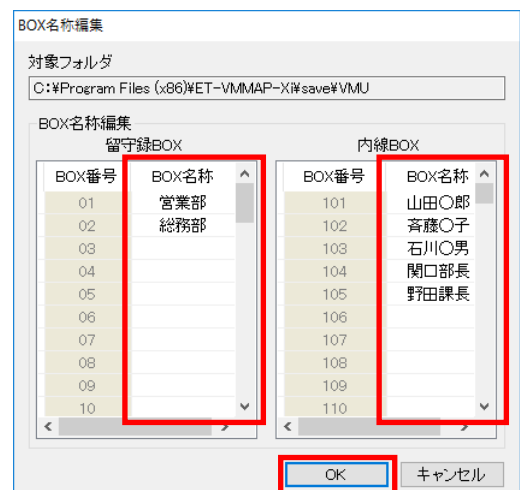 BOX名称編集
対象フォルダ
C:¥Program Files (x86)¥ET-VMMAP-Xi¥save¥VMU
BOX名称編集
留守録BOX
BOX番号 BOX名称
01 営業部
02 総務部
03
04
05
06
07
08
09
10
内線BOX
BOX番号 BOX名称
101 山田〇郎
102 斉藤〇子
103 石川〇男
104 関口部長
105 野田課長
106
107
108
109
110
OK キャンセル